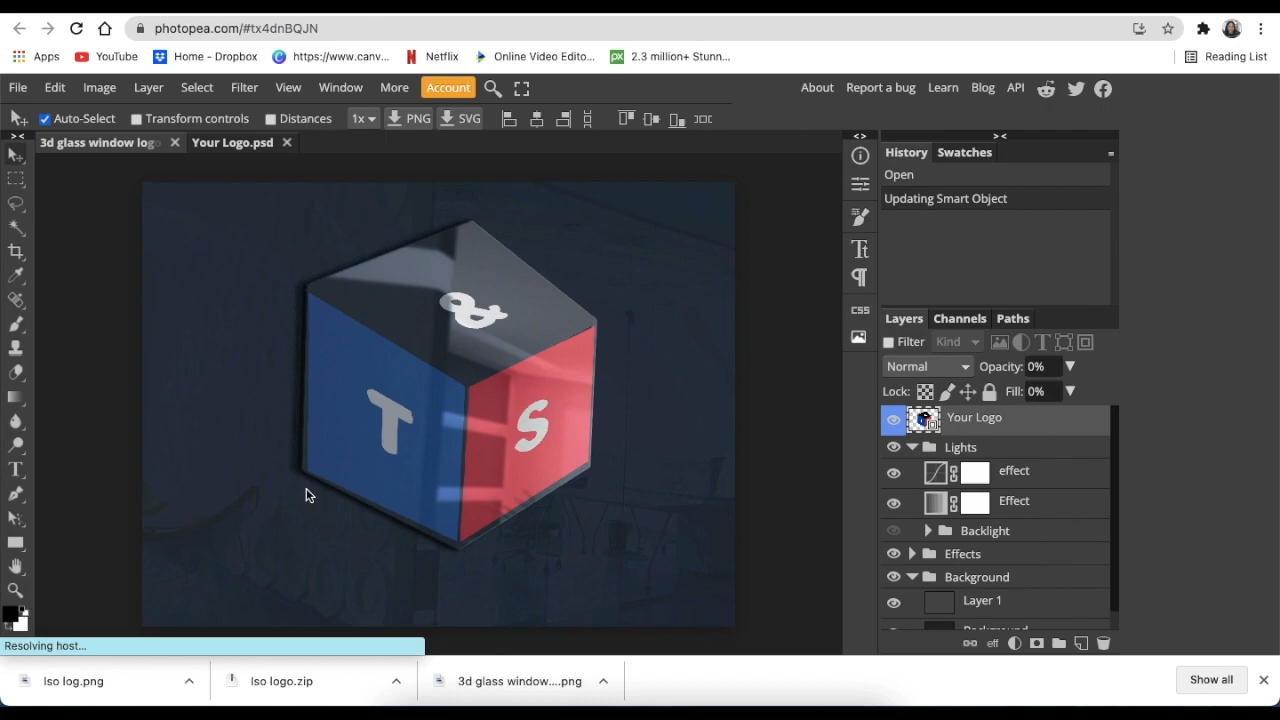 photopea.com/#tx4dnBQJN
Apps YouTube Home - Dropbox https://www.canv... Netflix Online Video Edito... 2.3 million+ Stunn... Reading List
File Edit Image Layer Select Filter View Window More Account About Report a bug Learn Blog API
Auto-Select Transform controls Distances 1x PNG SVG
3d glass window logo Your Logo.psd
History Swatches
Open
Updating Smart Object
&
T
S
CSS
Layers Channels Paths
Filter Kind
Normal Opacity: 0%
Lock: Fill: 0%
Your Logo
Lights
effect
Effect
Backlight
Effects
Background
Layer 1
Background
eff
Resolving host...
Iso log.png Iso logo.zip 3d glass window....png Show all